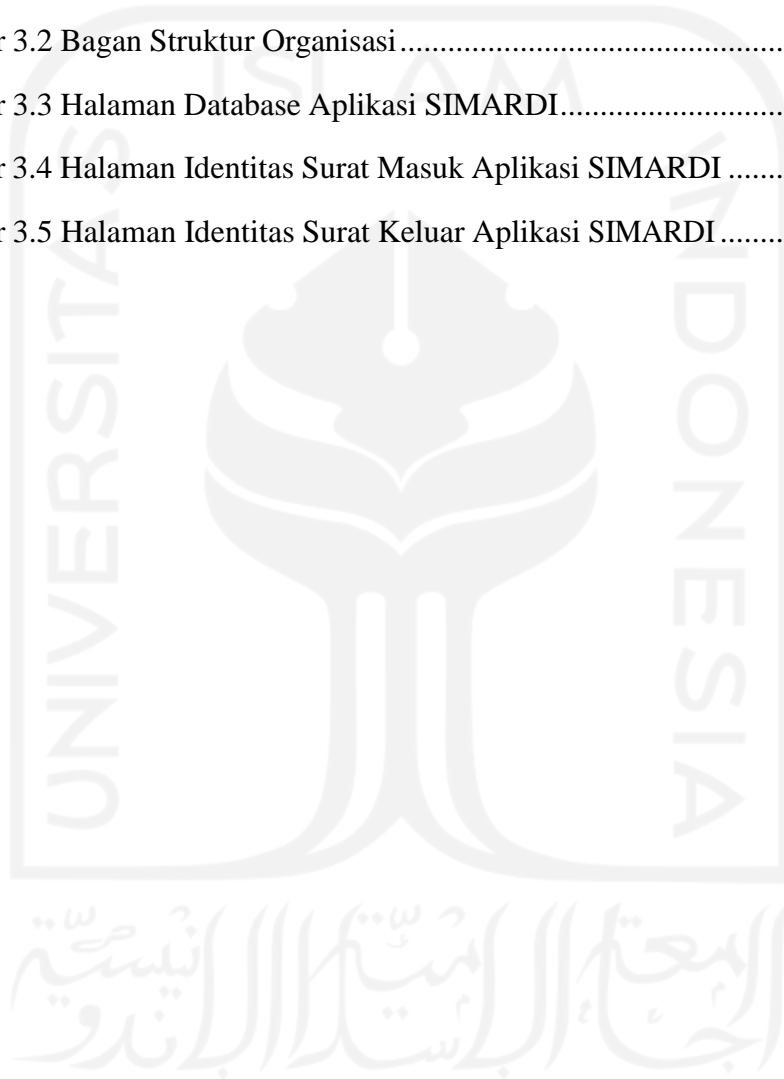 r 3.2 Bagan Struktur Organisasi................................................
r 3.3 Halaman Database Aplikasi SIMARDI............................
r 3.4 Halaman Identitas Surat Masuk Aplikasi SIMARDI .......
r 3.5 Halaman Identitas Surat Keluar Aplikasi SIMARDI........
ISLAM
UNIVERSITAS
INDONESIA